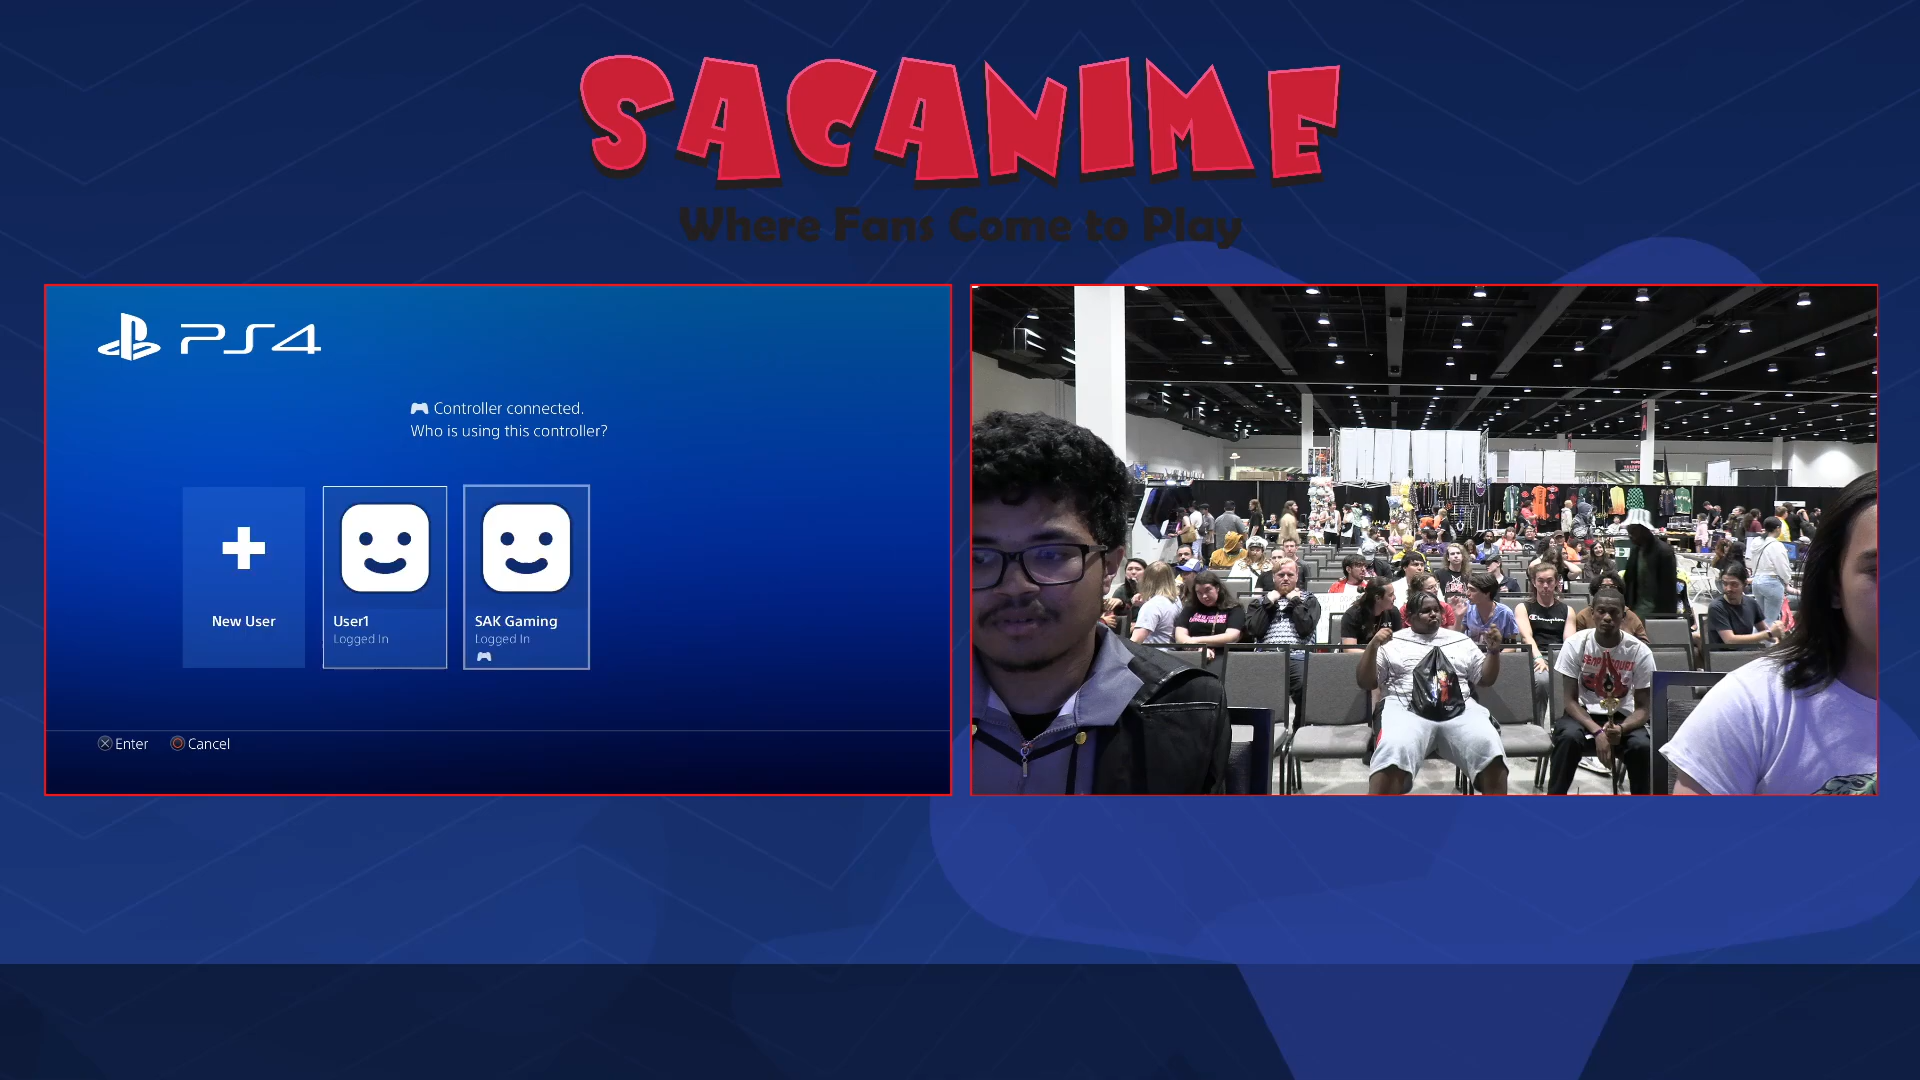 SACANIME
Where Fans Come to Play
PS4
Controller connected.
Who is using this controller?
New User
User1
Logged In
SAK Gaming
Logged In
Enter
Cancel
Champion